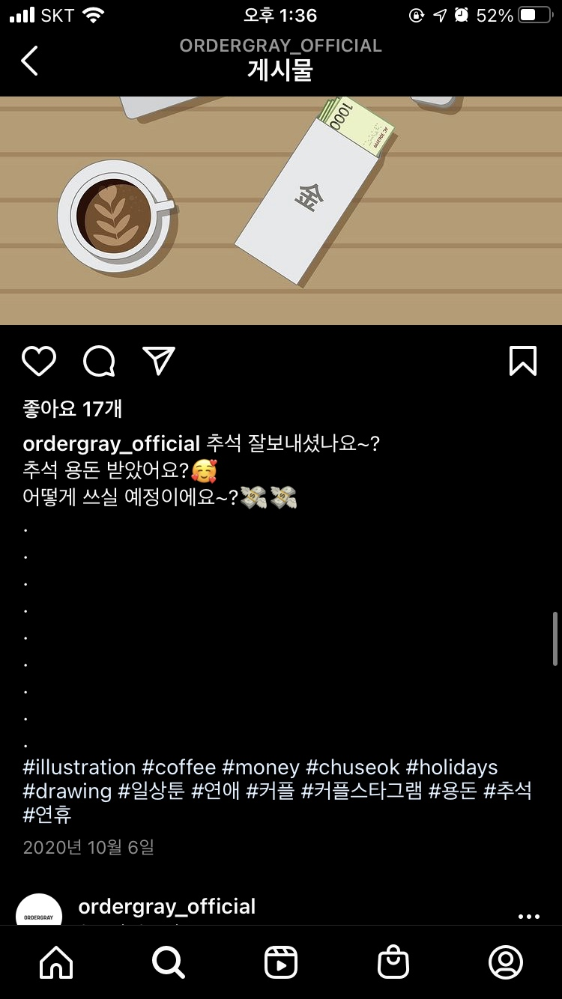 SKT 오후 1:36 52%
ORDERGRAY_OFFICIAL
게시물
1000
金
좋아요 17개
ordergray_official 추석 잘보내셨나요~?
추석 용돈 받았어요?🥰
어떻게 쓰실 예정이에요~?💸💸
.
.
.
.
.
.
.
.
.
#illustration #coffee #money #chuseok #holidays
#drawing #일상툰 #연애 #커플 #커플스타그램 #용돈 #추석
#연휴
2020년 10월 6일
ORDERGRAY
ordergray_official